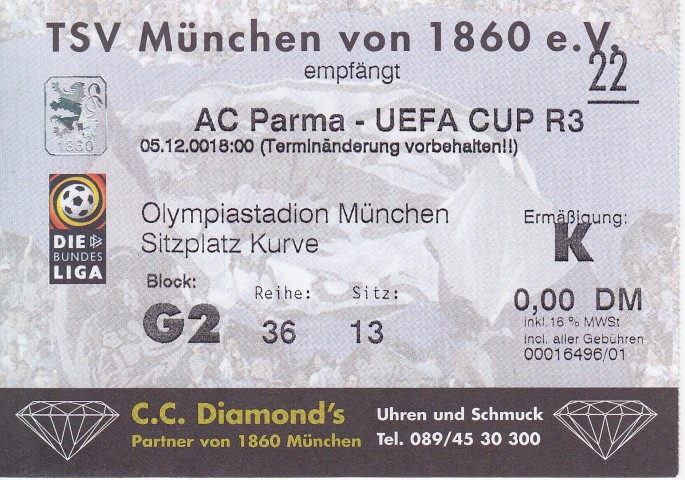 TSV München von 1860 e.V.
empfängt
22
1860
AC Parma - UEFA CUP R3
05.12.0018:00 (Terminänderung vorbehalten!!)
DIE
BUNDES
LIGA
Olympiastadion München
Sitzplatz Kurve
Ermäßigung:
K
Block:
Reihe:
Sitz:
G2
36
13
0,00 DM
inkl.16 % MWSt
Incl. aller Gebühren
00016496/01
C.C. Diamond's
Partner von 1860 München
Uhren und Schmuck
Tel. 089/45 30 300